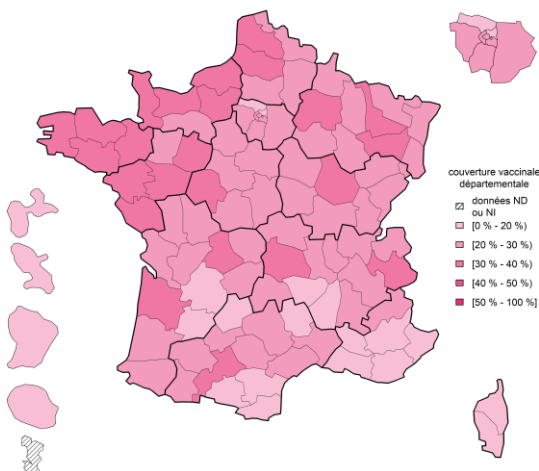 couverture vaccinale
départementale
données ND
ou NI
[0 % - 20 %)
[20 % - 30 %)
[30 % - 40 %)
[40 % - 50 %)
[50 % - 100 %]